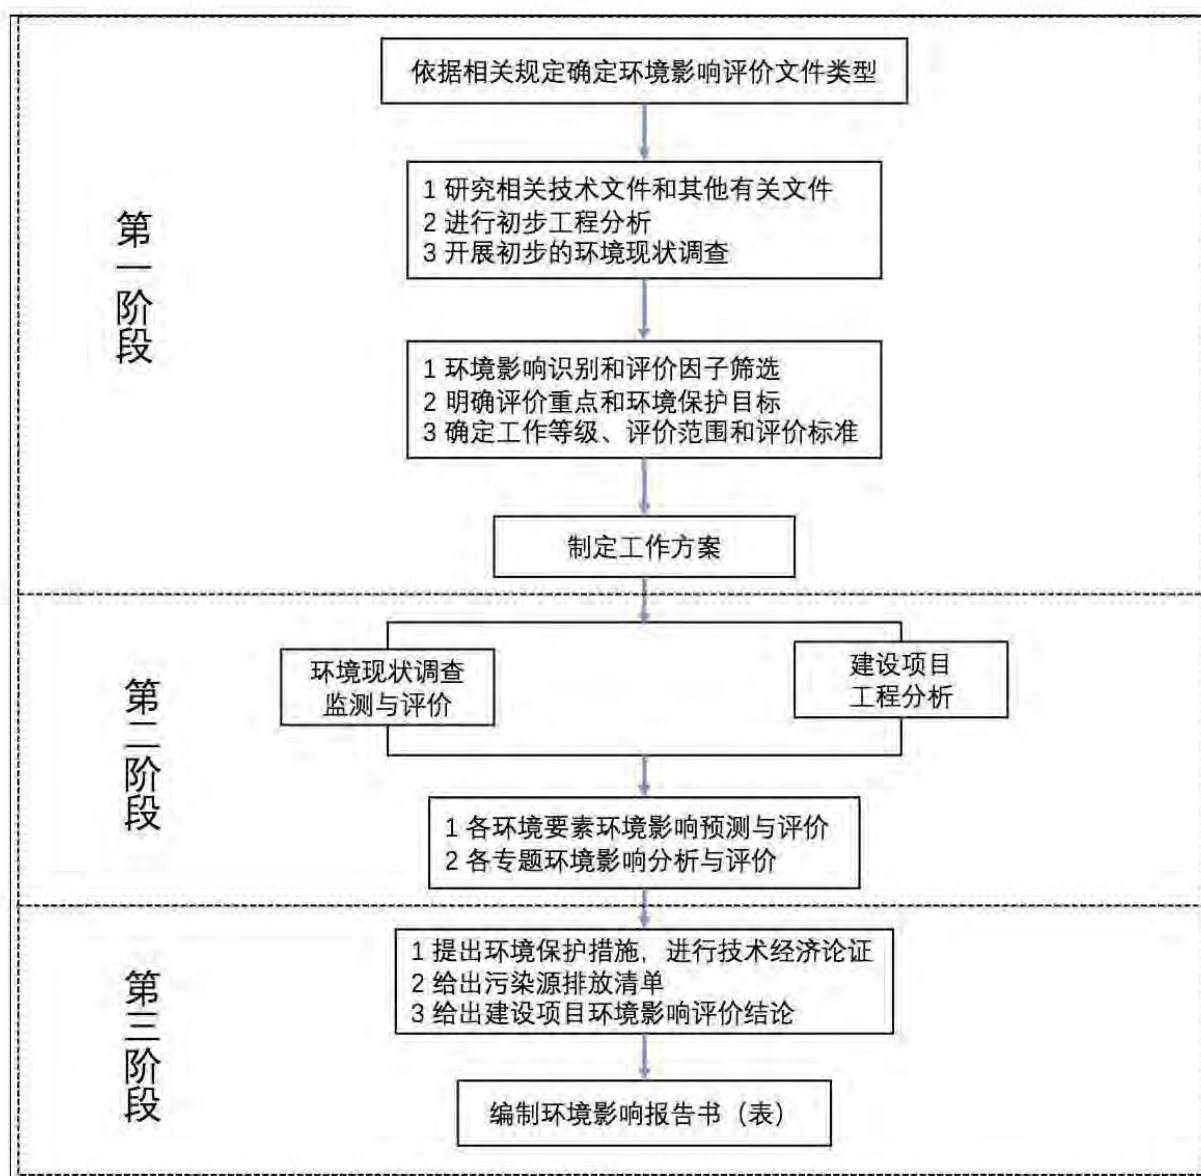 第一阶段
依据相关规定确定环境影响评价文件类型
1 研究相关技术文件和其他有关文件
2 进行初步工程分析
3 开展初步的环境现状调查
1 环境影响识别和评价因子筛选
2 明确评价重点和环境保护目标
3 确定工作等级、评价范围和评价标准
制定工作方案
第二阶段
环境现状调查
监测与评价
建设项目
工程分析
1 各环境要素环境影响预测与评价
2 各专题环境影响分析与评价
第三阶段
1 提出环境保护措施，进行技术经济论证
2 给出污染源排放清单
3 给出建设项目环境影响评价结论
编制环境影响报告书（表）